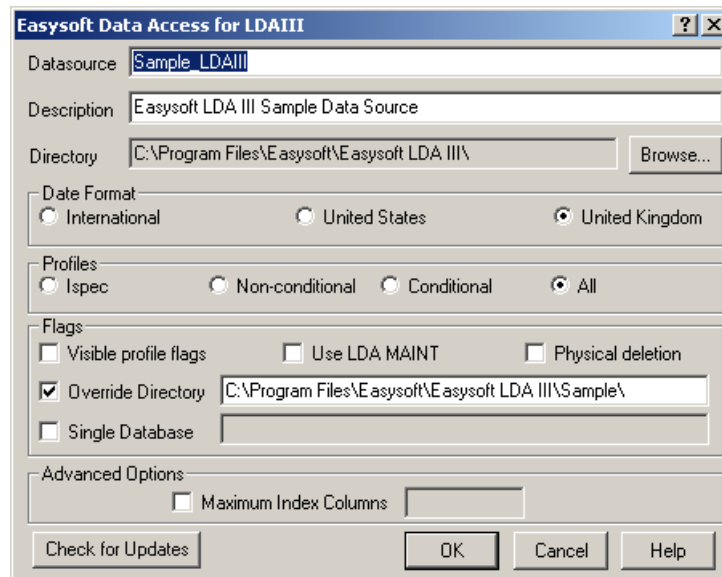 Easysoft Data Access for LDAIII
Datasource Sample_LDAIII
Description Easysoft LDA III Sample Data Source
Directory C:\Program Files\Easysoft\Easysoft LDA III\ Browse...
Date Format
International United States United Kingdom
Profiles
Ispec Non-conditional Conditional All
Flags
Visible profile flags Use LDA MAINT Physical deletion
Override Directory C:\Program Files\Easysoft\Easysoft LDA III\Sample\
Single Database
Advanced Options
Maximum Index Columns
Check for Updates OK Cancel Help